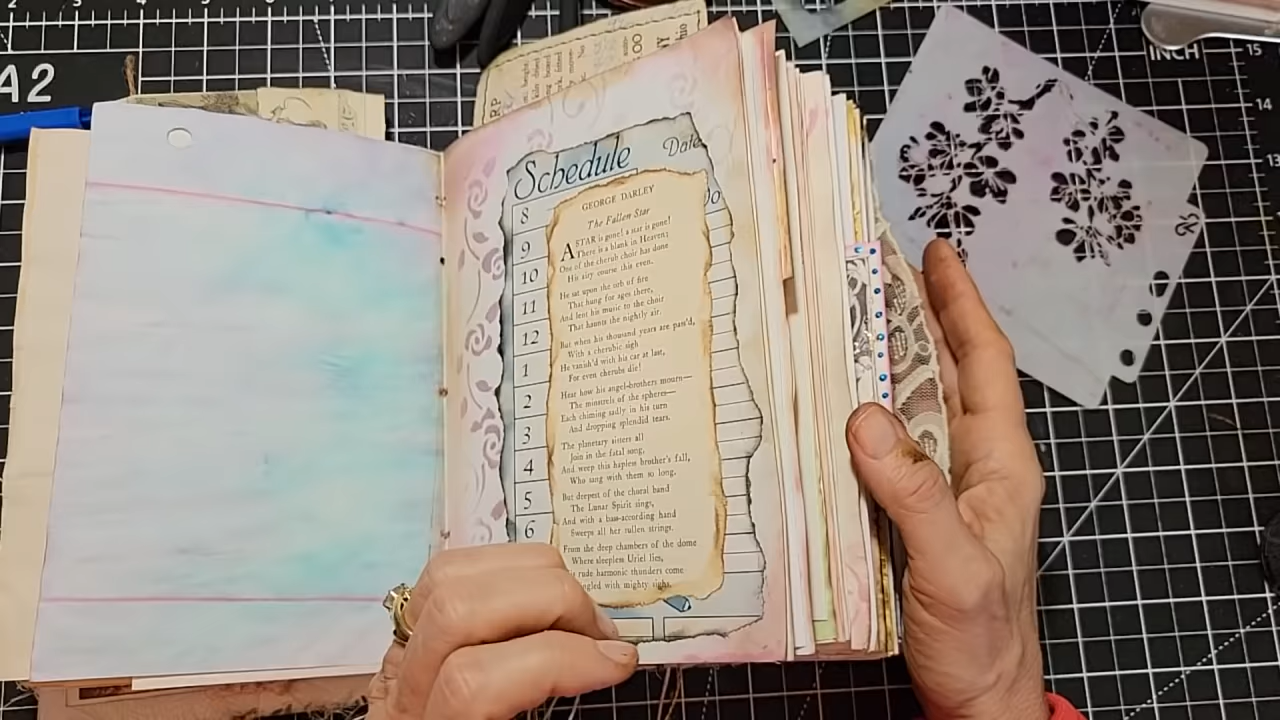 A2
INCH
15
14
13
Schedule Date
GEORGE DARLEY
The Fallen Star
A STAR is gone! a star is gone!
There is a blank in Heaven;
One of the cherub choir has done
His airy course this even.
He sat upon the orb of fire
That hung for ages there,
And lent his music to the choir
That haunts the nightly air.
But when his thousand years are pass'd,
With a cherubic sigh
He vanish'd with his car at last,
For even cherubs die!
Hear how his angel-brothers mourn—
The minstrels of the spheres—
Each chiming sadly in his turn
And dropping splendid tears.
The planetary sisters all
Join in the fatal song,
And weep this hapless brother's fall,
Who sang with them so long.
But deepest of the choral band
The Lunar Spirit sings,
And with a bass-according hand
Sweeps all her sullen strings.
From the deep chambers of the dome
Where sleepless Uriel lies,
rude harmonic thunders come
with mighty sighs.
8
9
10
11
12
1
2
3
4
5
6